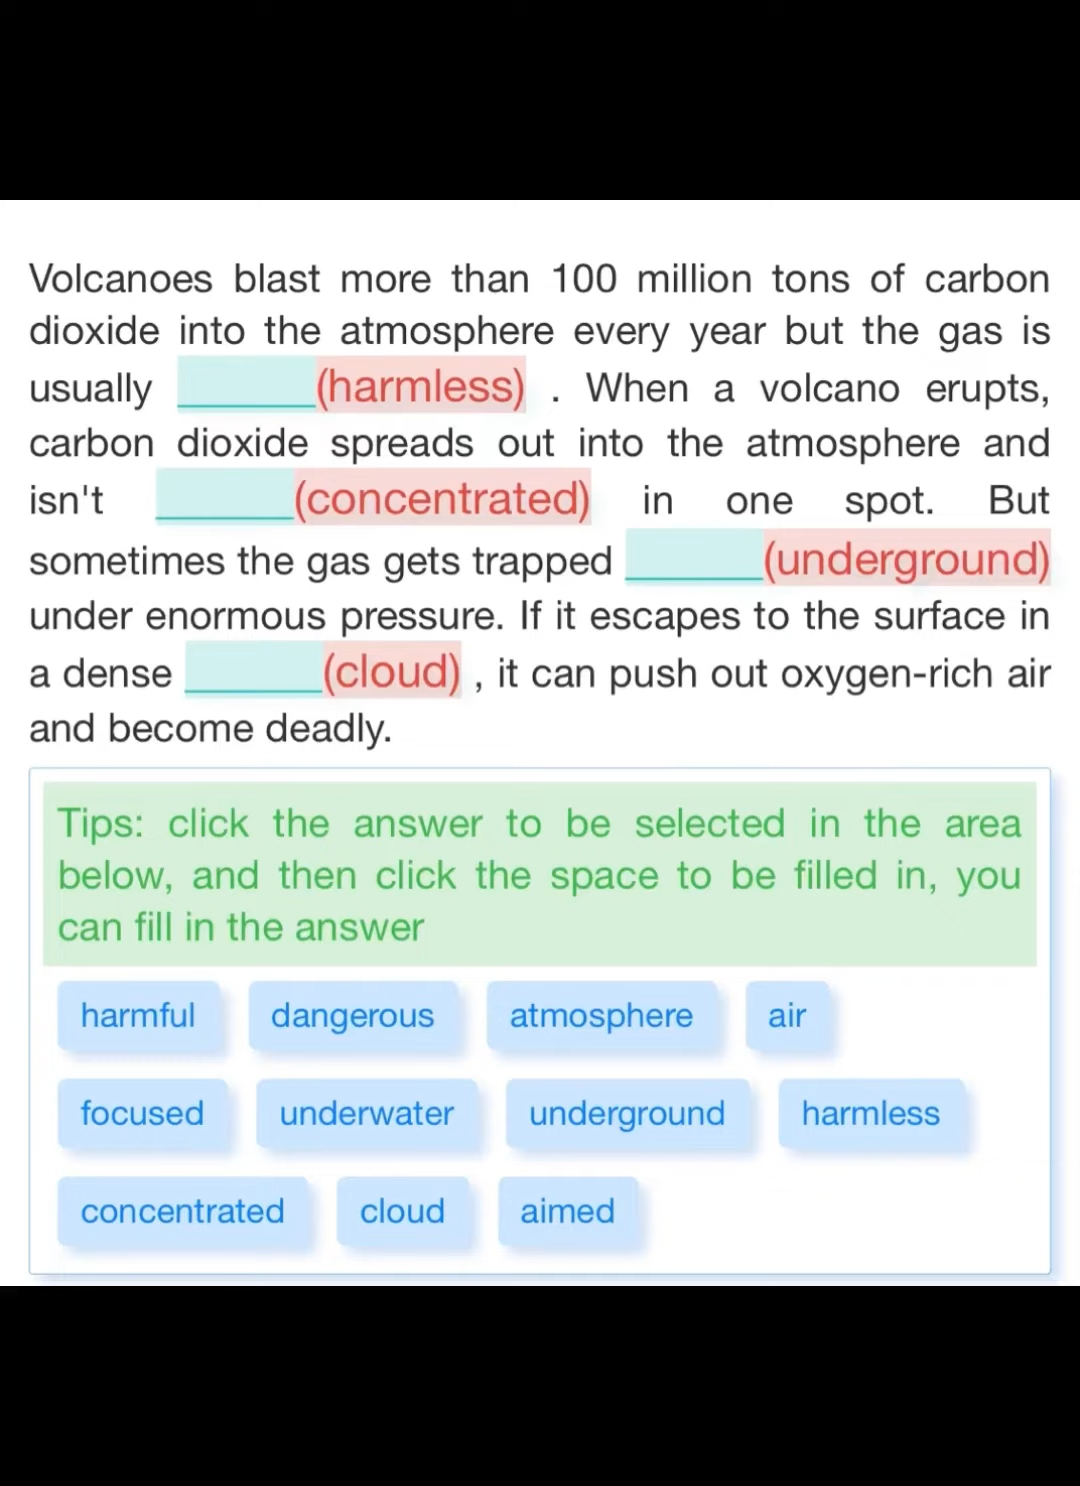 Volcanoes blast more than 100 million tons of carbon
dioxide into the atmosphere every year but the gas is
usually ______(harmless) . When a volcano erupts,
carbon dioxide spreads out into the atmosphere and
isn't ______(concentrated) in one spot. But
sometimes the gas gets trapped ______(underground)
under enormous pressure. If it escapes to the surface in
a dense ______(cloud) , it can push out oxygen-rich air
and become deadly.
Tips: click the answer to be selected in the area
below, and then click the space to be filled in, you
can fill in the answer
harmful dangerous atmosphere air
focused underwater underground harmless
concentrated cloud aimed